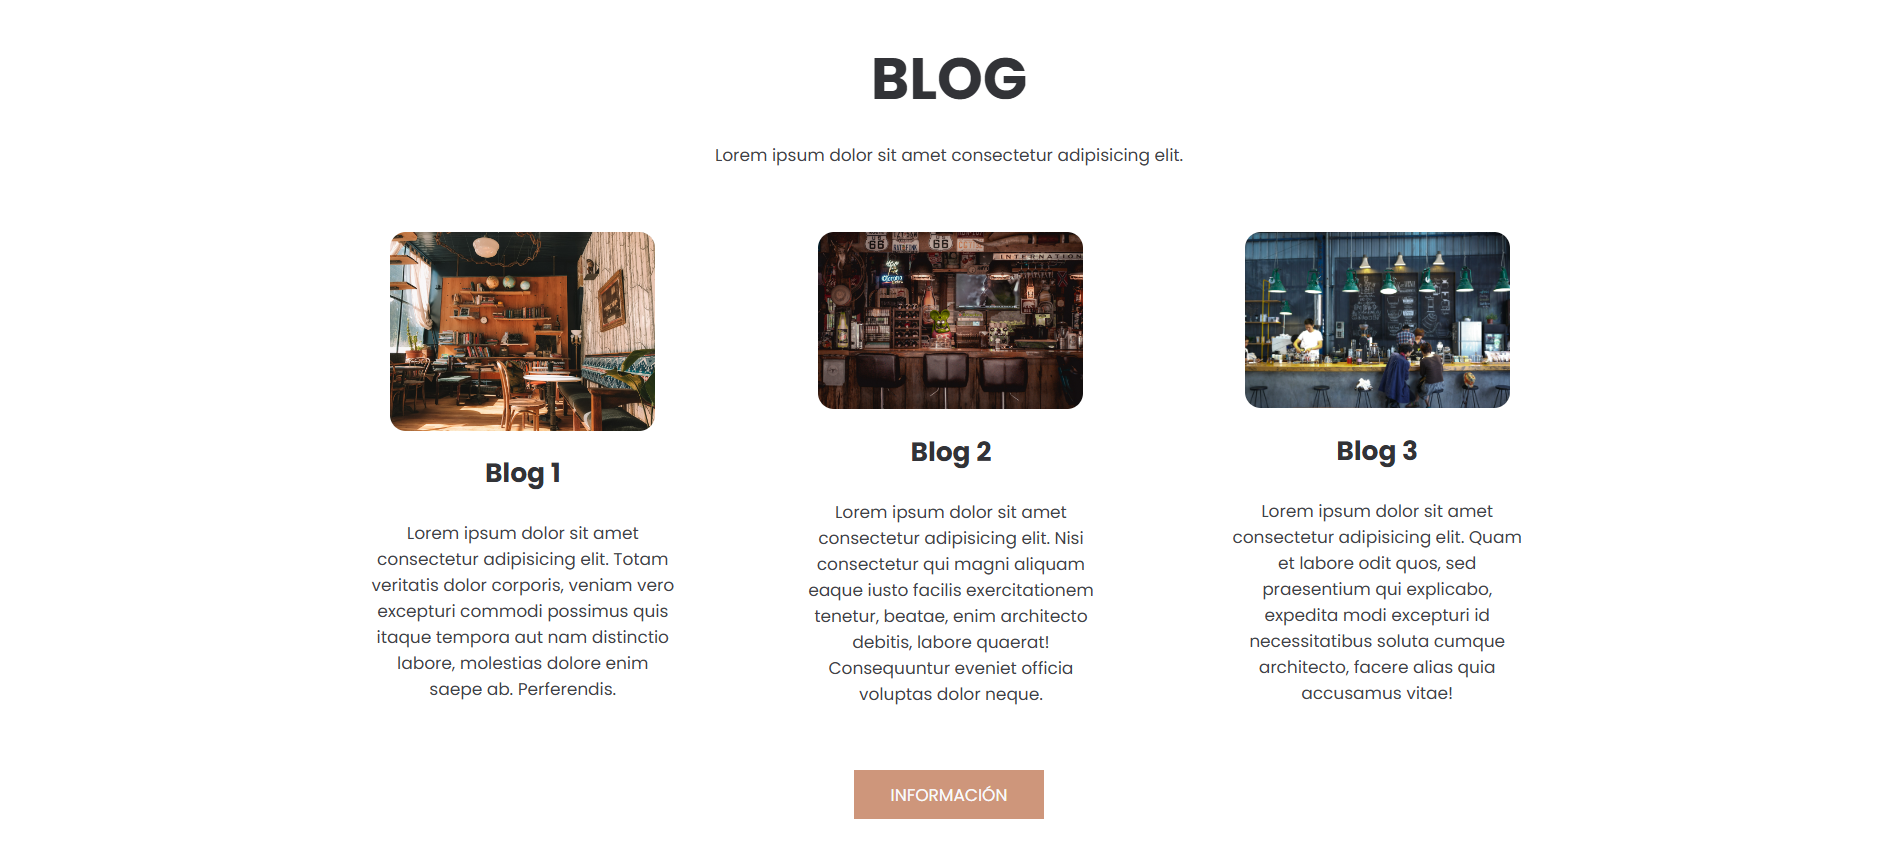 BLOG
Lorem ipsum dolor sit amet consectetur adipisicing elit.
66
66
INTERNATION
Blog 1
Lorem ipsum dolor sit amet
consectetur adipisicing elit. Totam
veritatis dolor corporis, veniam vero
excepturi commodi possimus quis
itaque tempora aut nam distinctio
labore, molestias dolore enim
saepe ab. Perferendis.
Blog 2
Lorem ipsum dolor sit amet
consectetur adipisicing elit. Nisi
consectetur qui magni aliquam
eaque iusto facilis exercitationem
tenetur, beatae, enim architecto
debitis, labore quaerat!
Consequuntur eveniet officia
voluptas dolor neque.
Blog 3
Lorem ipsum dolor sit amet
consectetur adipisicing elit. Quam
et labore odit quos, sed
praesentium qui explicabo,
expedita modi excepturi id
necessitatibus soluta cumque
architecto, facere alias quia
accusamus vitae!
INFORMACIÓN